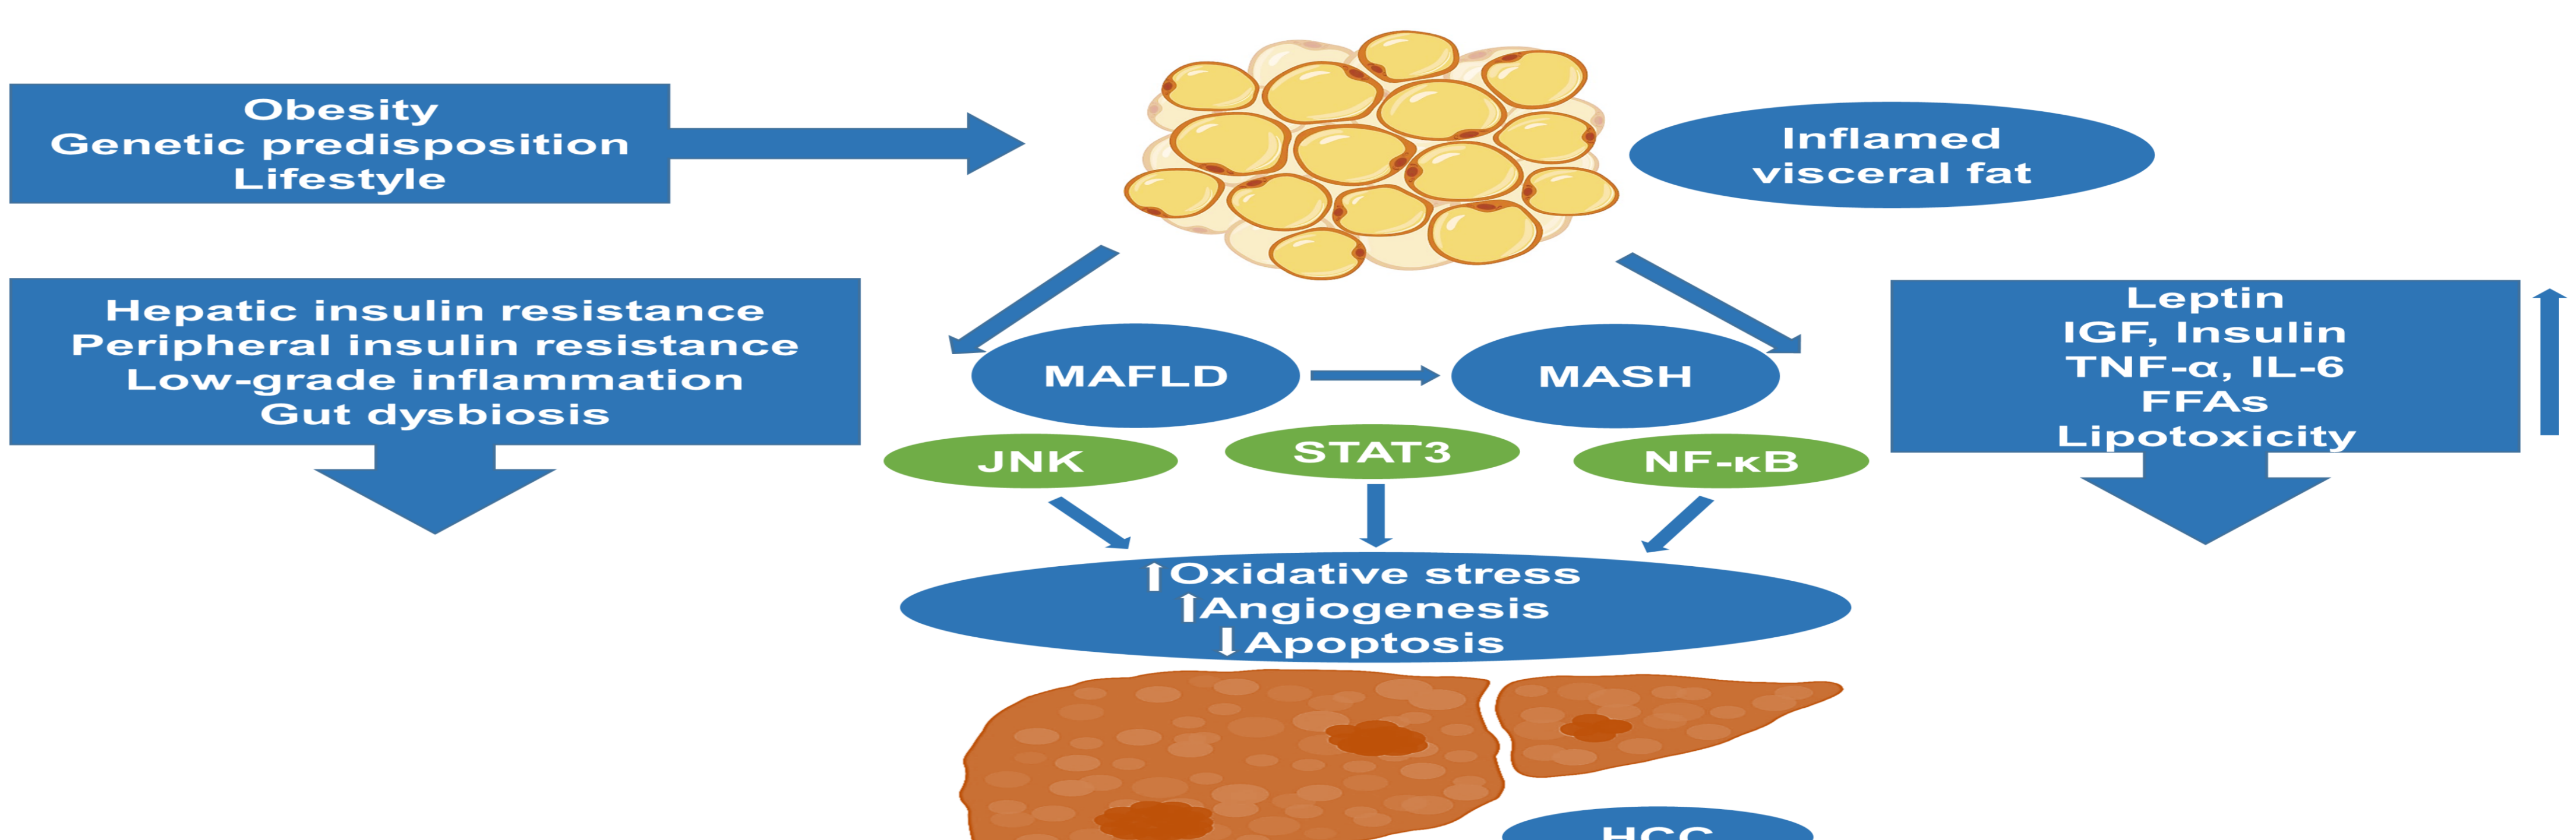 Obesity
Genetic predisposition
Lifestyle
Inflamed
visceral fat
Hepatic insulin resistance
Peripheral insulin resistance
Low-grade inflammation
Gut dysbiosis
MAFLD
MASH
Leptin
IGF, Insulin
TNF-α, IL-6
FFAs
Lipotoxicity
JNK
STAT3
NF-κB
↑Oxidative stress
↑Angiogenesis
↓Apoptosis
HCC